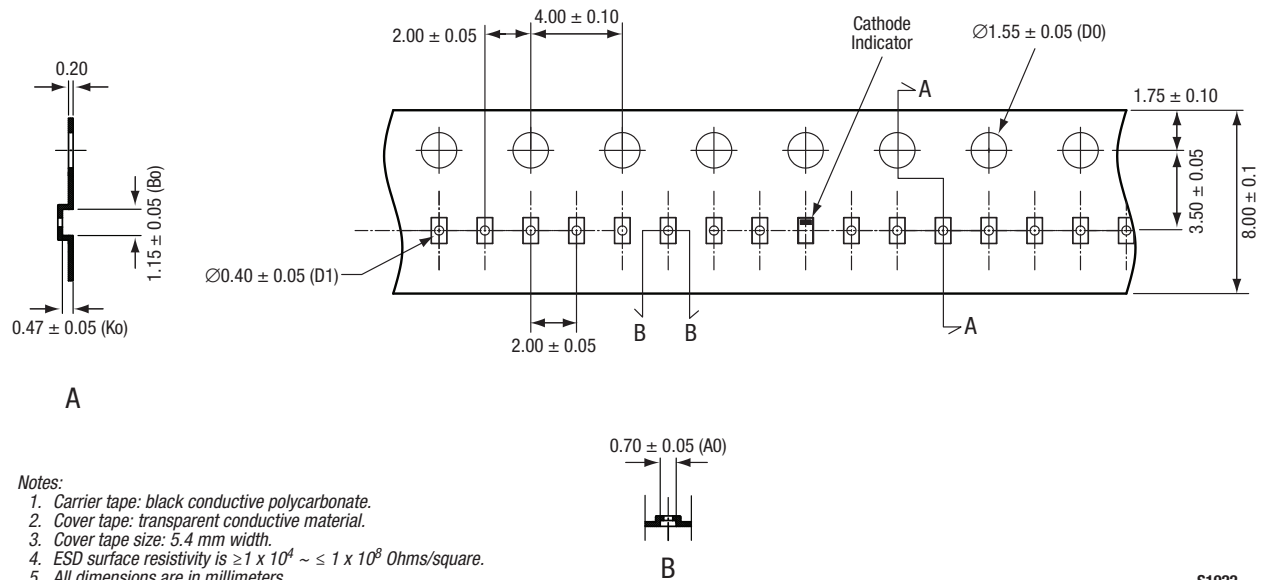 4.00 ± 0.10
2.00 ± 0.05
Cathode
Indicator
∅1.55 ± 0.05 (D0)
0.20
A
1.75 ± 0.10
1.15 ± 0.05 (Bo)
3.50 ± 0.05
8.00 ± 0.1
∅0.40 ± 0.05 (D1)
0.47 ± 0.05 (Ko)
B B
A
2.00 ± 0.05
A
0.70 ± 0.05 (A0)
B
Notes:
1. Carrier tape: black conductive polycarbonate.
2. Cover tape: transparent conductive material.
3. Cover tape size: 5.4 mm width.
4. ESD surface resistivity is ≥1 x 10⁴ ~ ≤ 1 x 10⁸ Ohms/square.
5. All dimensions are in millimeters